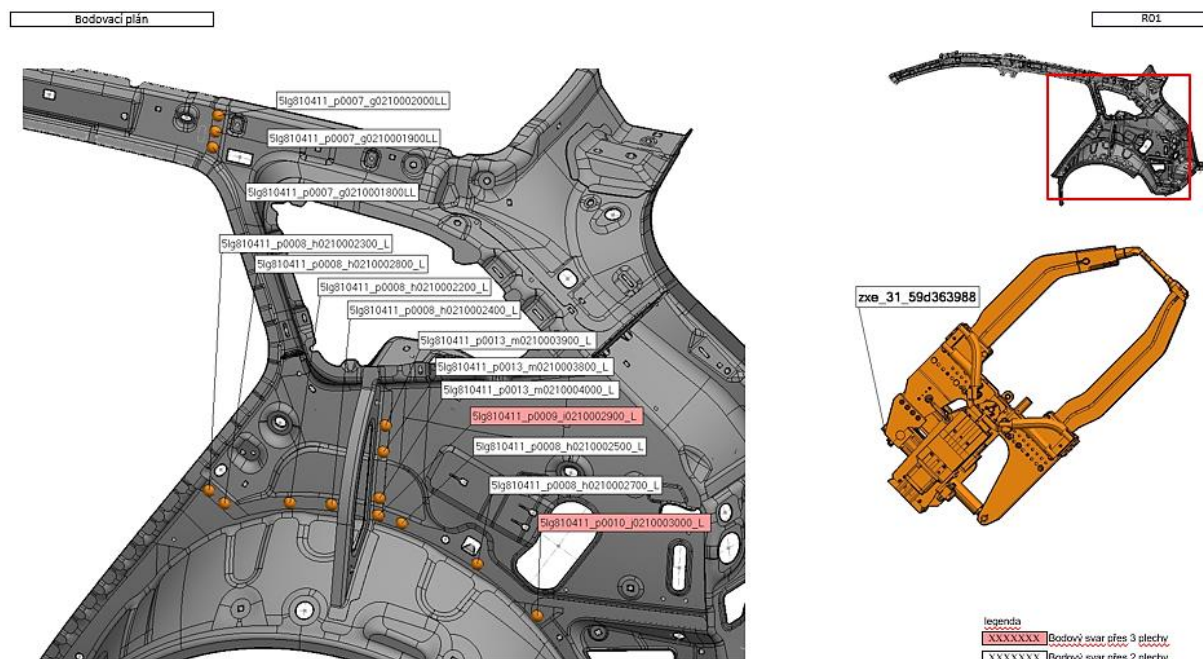 Bodovací plán
R01
5lg810411_p0007_g0210002000LL
5lg810411_p0007_g0210001900LL
5lg810411_p0007_g0210001800LL
5lg810411_p0008_h0210002300_L
5lg810411_p0008_h0210002800_L
5lg810411_p0008_h0210002200_L
5lg810411_p0008_h0210002400_L
5lg810411_p0013_m0210003900_L
5lg810411_p0013_m0210003800_L
5lg810411_p0013_m0210004000_L
5lg810411_p0009_i0210002900_L
5lg810411_p0008_h0210002500_L
5lg810411_p0008_h0210002700_L
5lg810411_p0010_j0210003000_L
zxe_31_59d363988
legenda
XXXXXXX Bodový svar přes 3 plechy
XXXXXXX Bodový svar přes 2 plechy